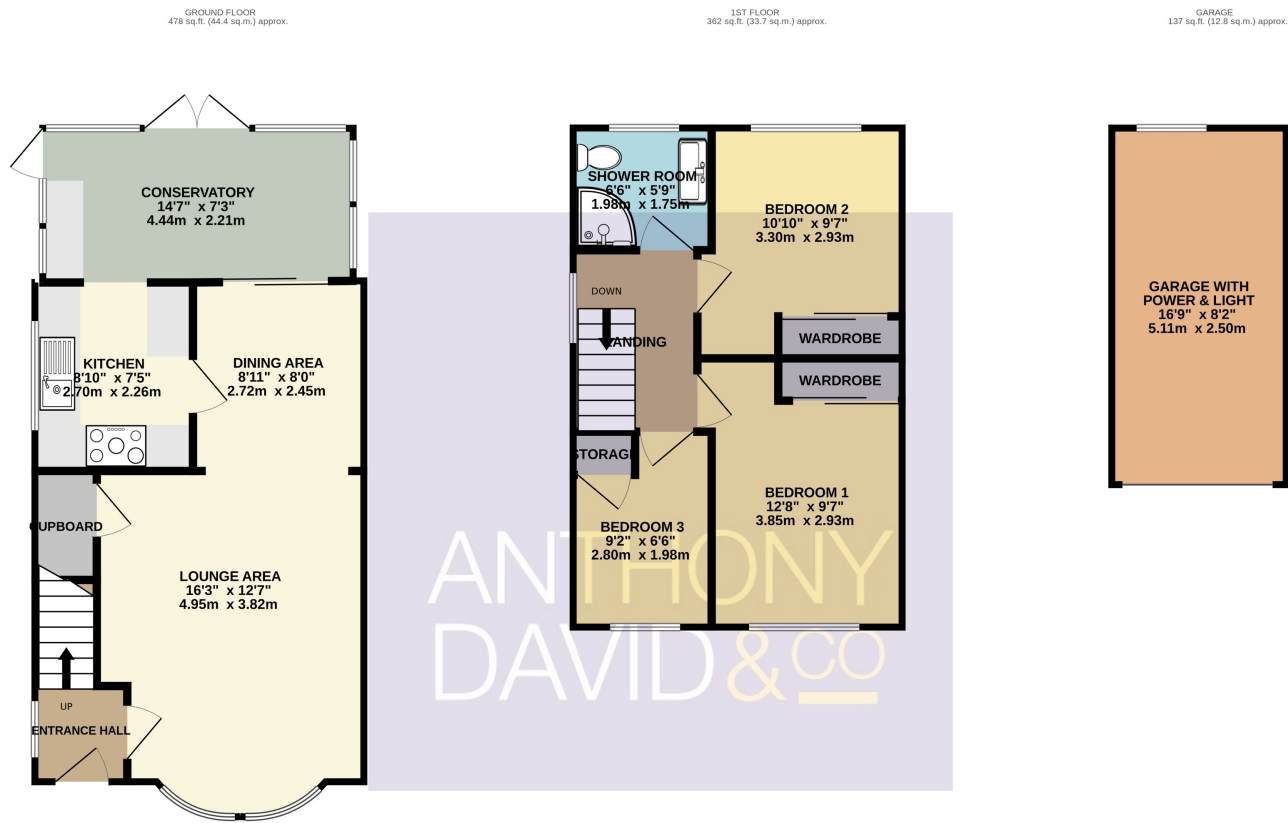 GROUND FLOOR
478 sq.ft. (44.4 sq.m.) approx.
1ST FLOOR
362 sq.ft. (33.7 sq.m.) approx.
GARAGE
137 sq.ft. (12.8 sq.m.) approx.
CONSERVATORY
14'7" x 7'3"
4.44m x 2.21m
KITCHEN
8'10" x 7'5"
2.70m x 2.26m
DINING AREA
8'11" x 8'0"
2.72m x 2.45m
CUPBOARD
LOUNGE AREA
16'3" x 12'7"
4.95m x 3.82m
UP
ENTRANCE HALL
SHOWER ROOM
6'6" x 5'9"
1.98m x 1.75m
BEDROOM 2
10'10" x 9'7"
3.30m x 2.93m
DOWN
LANDING
WARDROBE
WARDROBE
STORAGE
BEDROOM 1
12'8" x 9'7"
3.85m x 2.93m
BEDROOM 3
9'2" x 6'6"
2.80m x 1.98m
GARAGE WITH
POWER & LIGHT
16'9" x 8'2"
5.11m x 2.50m
ANTHONY
DAVID & CO